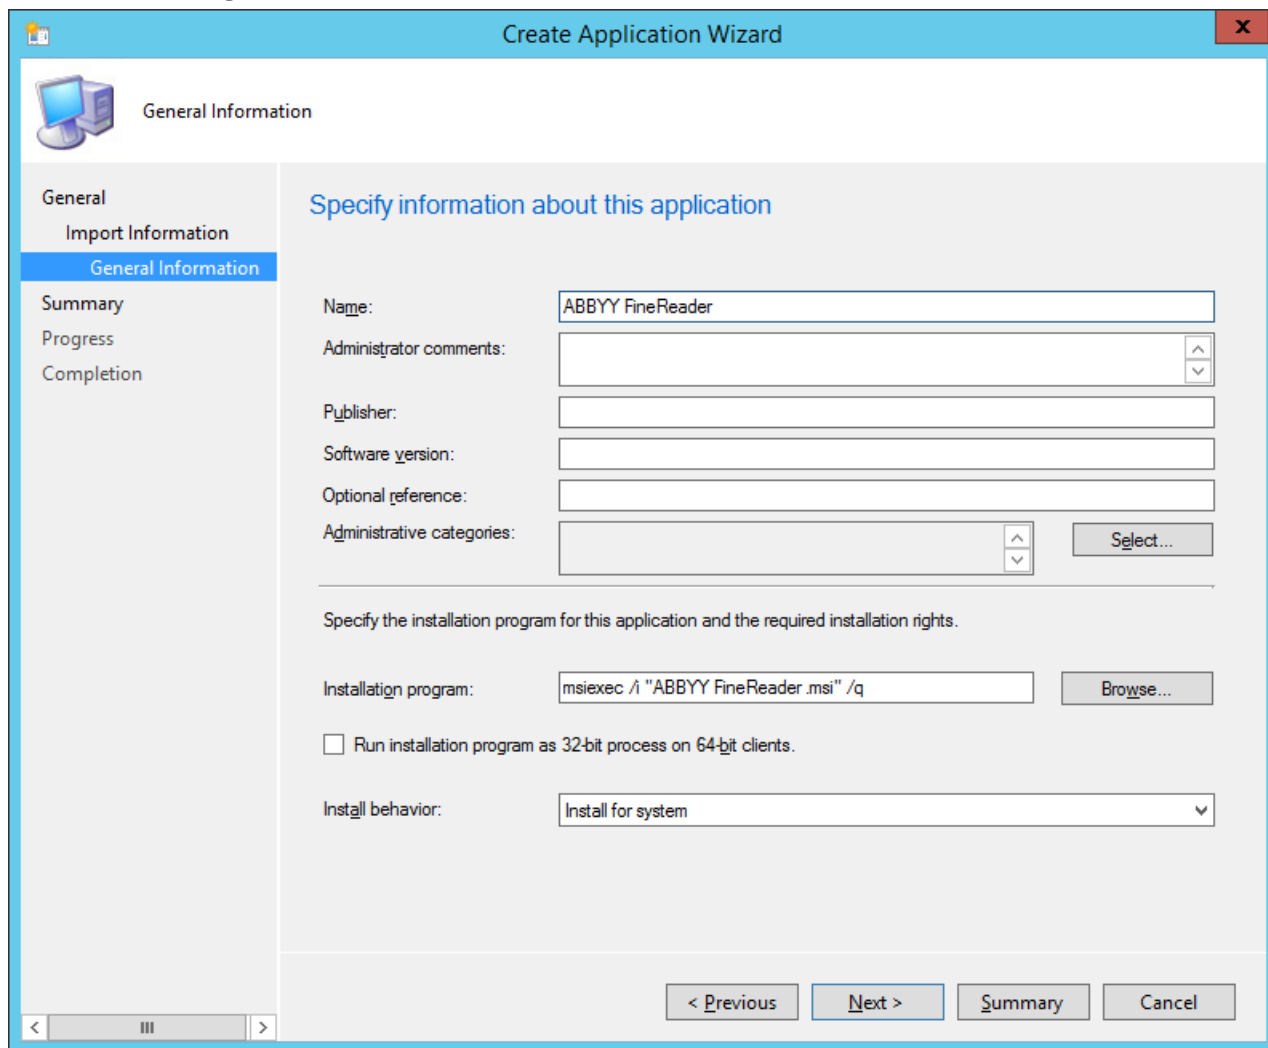 Create Application Wizard
X
General Information
General
Import Information
General Information
Summary
Progress
Completion
Specify information about this application
Name:
ABBYY FineReader
Administrator comments:
Publisher:
Software version:
Optional reference:
Administrative categories:
Select...
Specify the installation program for this application and the required installation rights.
Installation program:
msiexec /i "ABBYY FineReader .msi" /q
Browse...
Run installation program as 32-bit process on 64-bit clients.
Install behavior:
Install for system
< Previous
Next >
Summary
Cancel